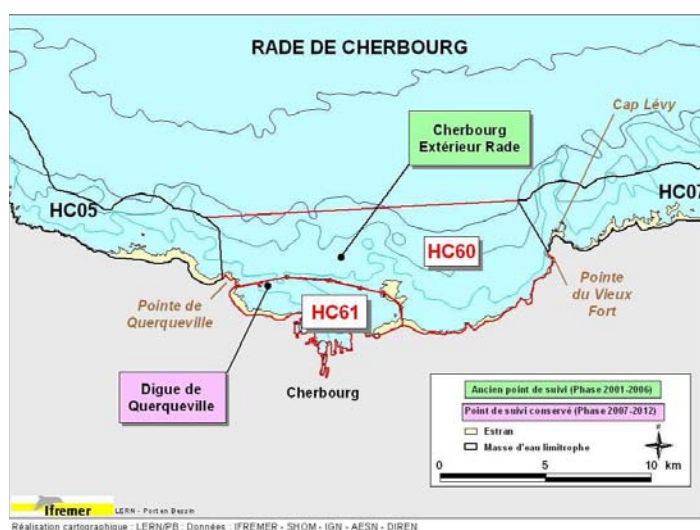 RADE DE CHERBOURG
Cap Lévy
Cherbourg
Extérieur Rade
HC05
HC07
HC60
Pointe de
Querqueville
HC61
Pointe
du Vieux
Fort
Digue de
Querqueville
Cherbourg
Ancien point de suivi (Phase 2001-2006)
Point de suivi conservé (Phase 2007-2012)
Estran
Masse d'eau limitrophe
N
0 5 10 km
Ifremer LERN - Port en Bessin
Réalisation cartographique : LERN/PB ; Données : IFREMER - SHOM - IGN - AESN - DIREN